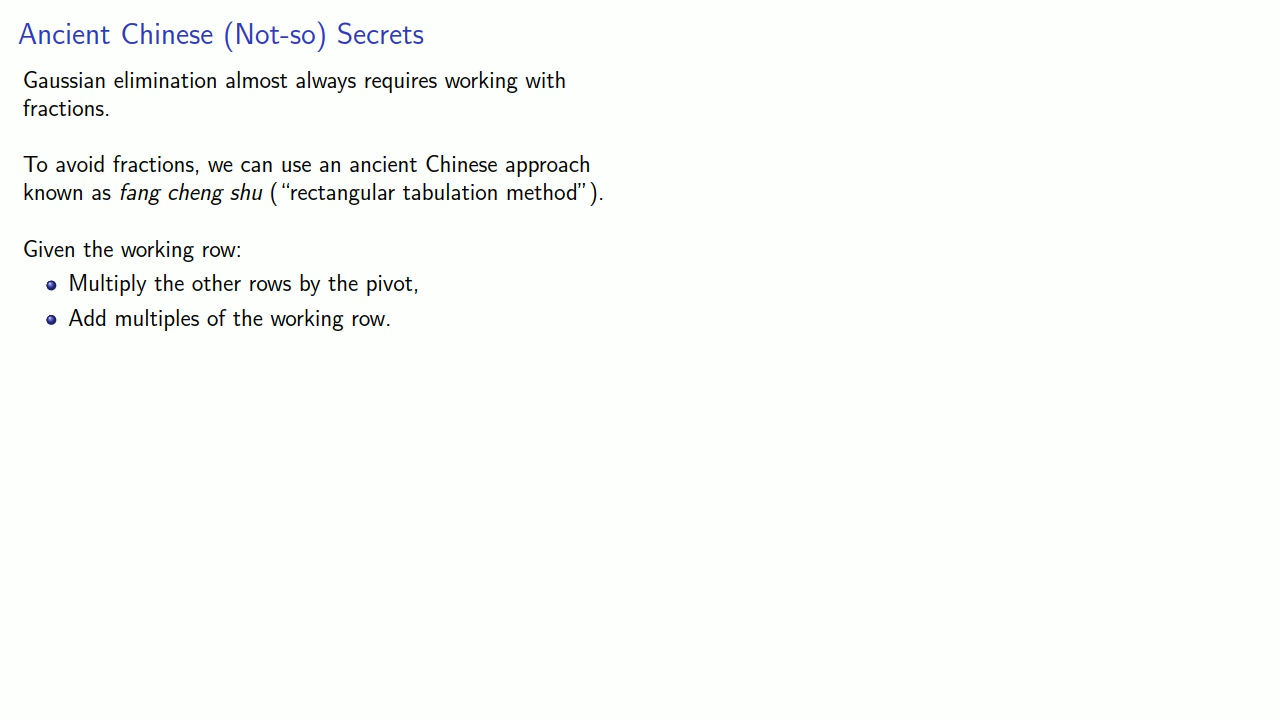 Ancient Chinese (Not-so) Secrets
Gaussian elimination almost always requires working with
fractions.
To avoid fractions, we can use an ancient Chinese approach
known as fang cheng shu (“rectangular tabulation method”).
Given the working row:
Multiply the other rows by the pivot,
Add multiples of the working row.